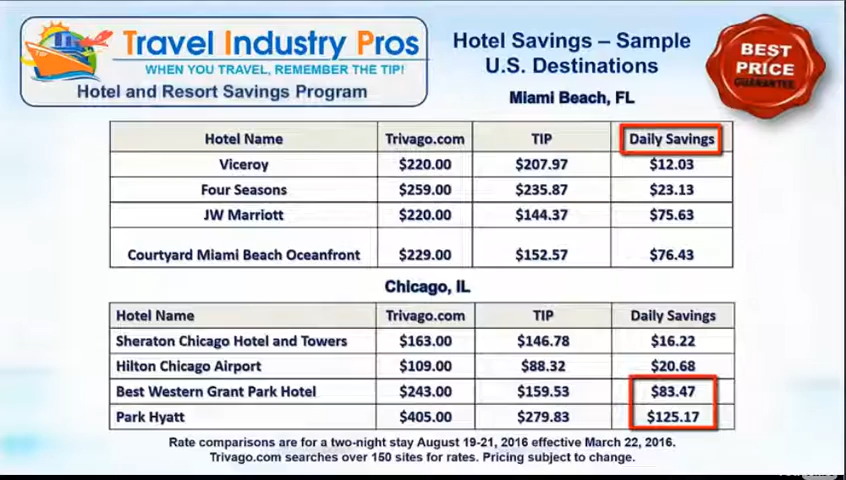 Travel Industry Pros
WHEN YOU TRAVEL, REMEMBER THE TIP!
Hotel and Resort Savings Program
Hotel Savings – Sample
U.S. Destinations
BEST
PRICE
GUARANTEE
Miami Beach, FL
Hotel Name Trivago.com TIP Daily Savings
Viceroy $220.00 $207.97 $12.03
Four Seasons $259.00 $235.87 $23.13
JW Marriott $220.00 $144.37 $75.63
Courtyard Miami Beach Oceanfront $229.00 $152.57 $76.43
Chicago, IL
Hotel Name Trivago.com TIP Daily Savings
Sheraton Chicago Hotel and Towers $163.00 $146.78 $16.22
Hilton Chicago Airport $109.00 $88.32 $20.68
Best Western Grant Park Hotel $243.00 $159.53 $83.47
Park Hyatt $405.00 $279.83 $125.17
Rate comparisons are for a two-night stay August 19-21, 2016 effective March 22, 2016.
Trivago.com searches over 150 sites for rates. Pricing subject to change.